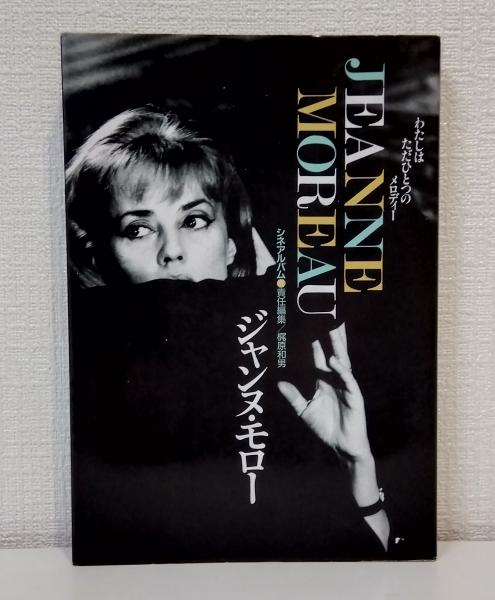 JEANNE
MOREAU
わたしは
ただひとつの
メロディー
シネアルバム●責任編集/梶原和男
ジャンヌ・モロー